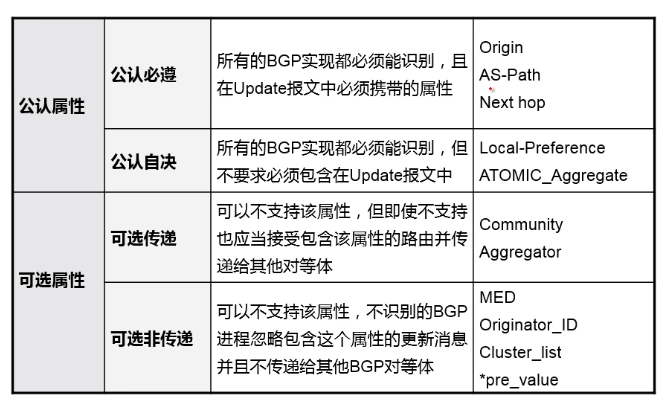 公认属性
公认必遵
所有的BGP实现都必须能识别，且
在Update报文中必须携带的属性
Origin
AS-Path
Next hop
公认自决
所有的BGP实现都必须能识别，但
不要求必须包含在Update报文中
Local-Preference
ATOMIC_Aggregate
可选属性
可选传递
可以不支持该属性，但即使不支持
也应当接受包含该属性的路由并传
递给其他对等体
Community
Aggregator
可选非传递
可以不支持该属性，不识别的BGP
进程忽略包含这个属性的更新消息
并且不传递给其他BGP对等体
MED
Originator_ID
Cluster_list
*pre_value